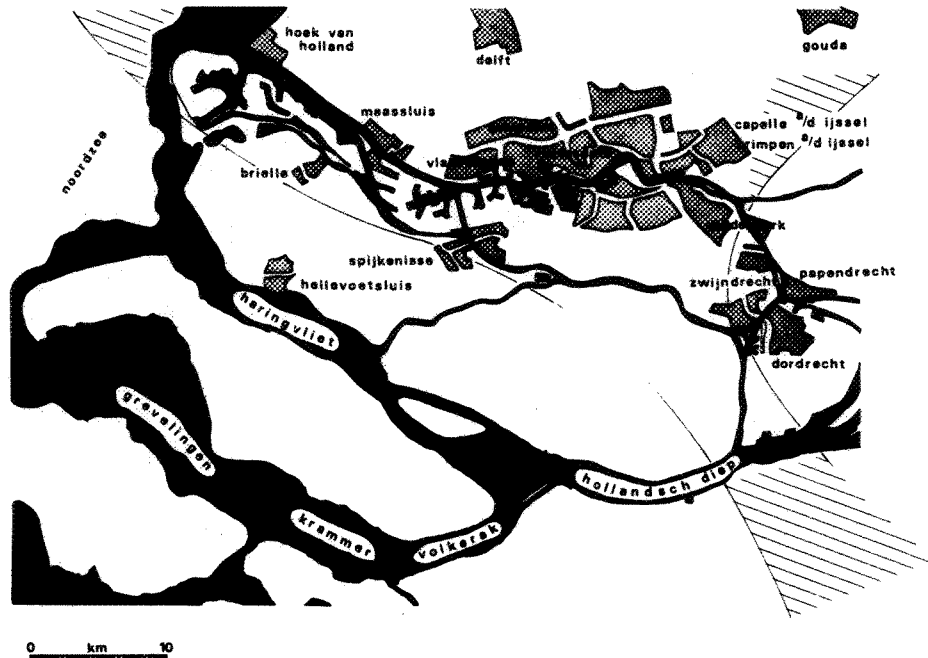 hoek van
holland
delft
gouda
maassluis
capelle a/d ijssel
krimpen a/d ijssel
noordzee
brielle
spijkenisse
hellevoetsluis
zwijndrecht
papendrecht
haringvliet
dordrecht
grevelingen
hollandsch diep
krammer
volkerak
0 km 10